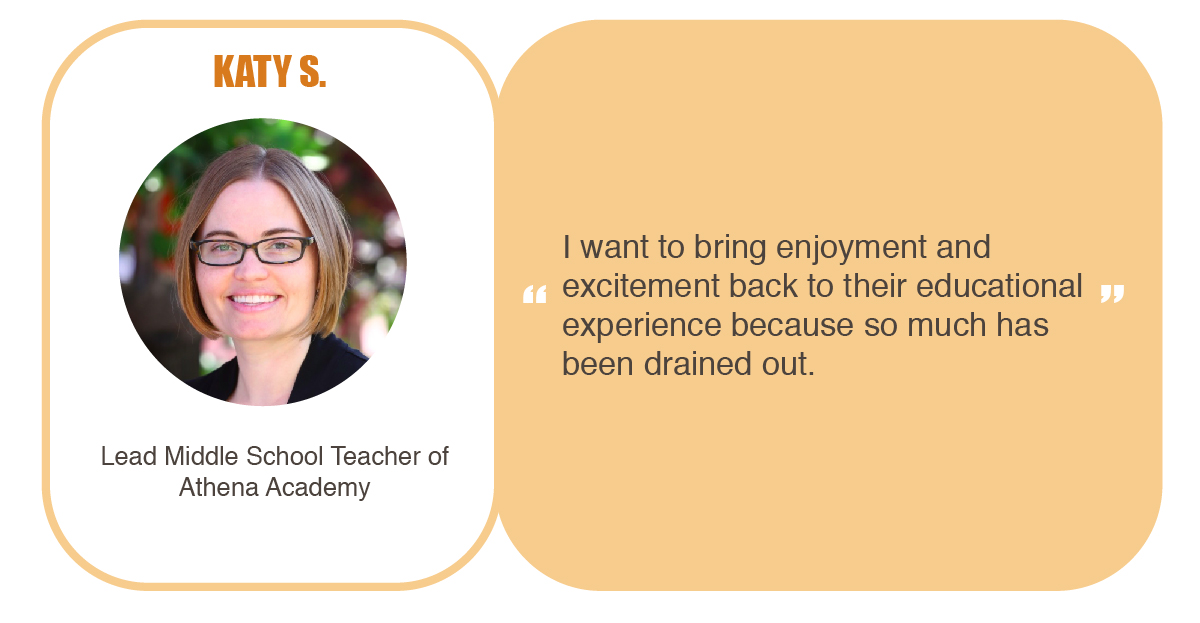 KATY S.
Lead Middle School Teacher of
Athena Academy
“ I want to bring enjoyment and
excitement back to their educational
experience because so much has
been drained out. ”